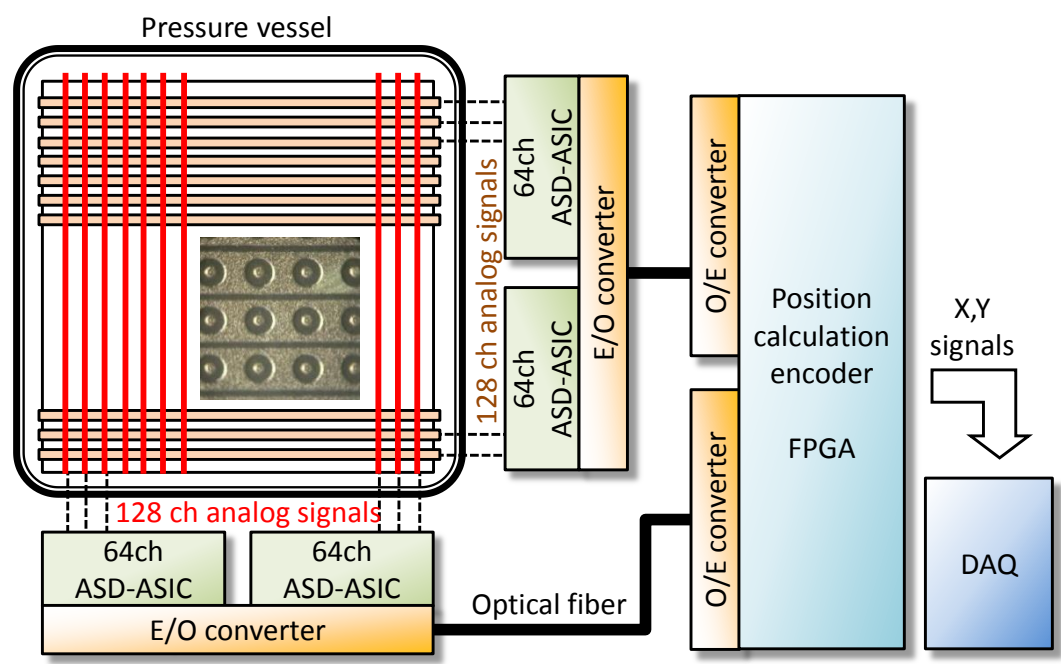 Pressure vessel
128 ch analog signals
64ch
ASD-ASIC
64ch
ASD-ASIC
E/O converter
O/E converter
O/E converter
Position
calculation
encoder
FPGA
X,Y
signals
DAQ
128 ch analog signals
64ch
ASD-ASIC
64ch
ASD-ASIC
E/O converter
Optical fiber